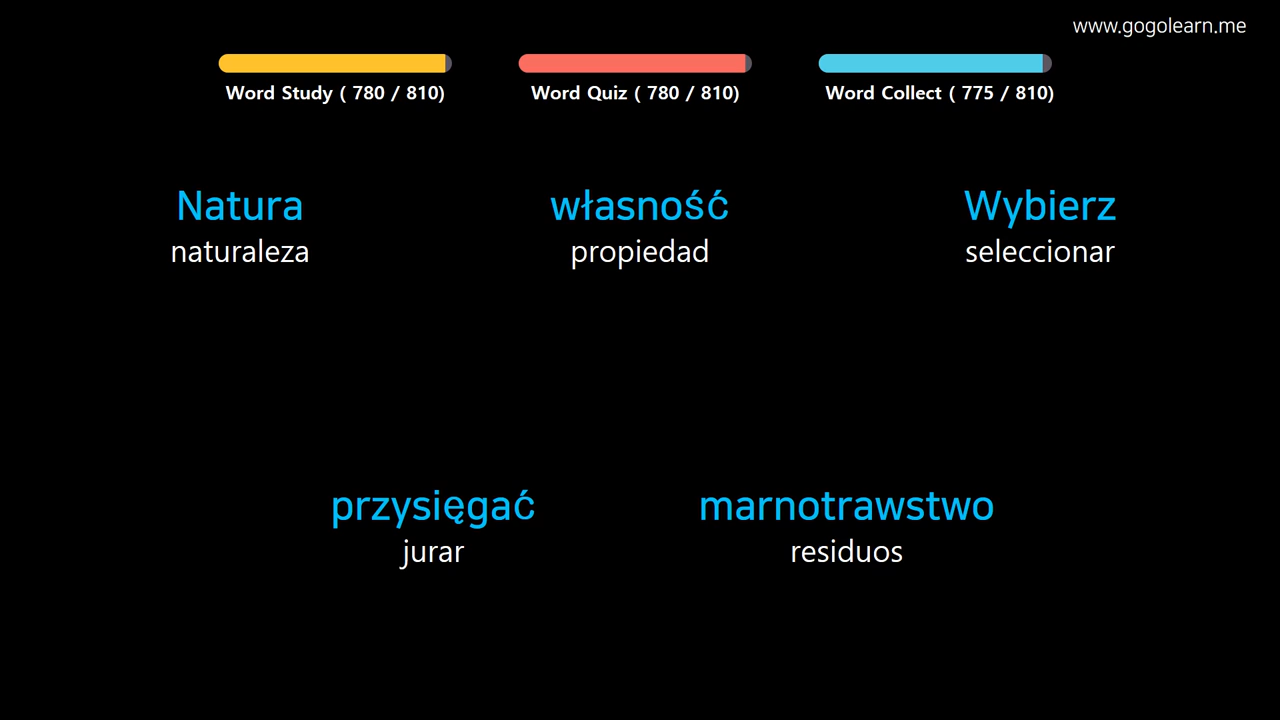 www.gogolearn.me
Word Study ( 780 / 810)
Word Quiz ( 780 / 810)
Word Collect ( 775 / 810)
Natura
naturaleza
własność
propiedad
Wybierz
seleccionar
przysięgać
jurar
marnotrawstwo
residuos